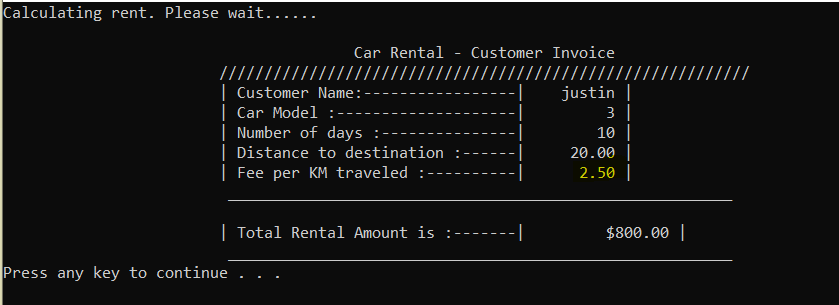 Calculating rent. Please wait......
Car Rental - Customer Invoice
///////////////////////////////////////////////////////////
| Customer Name:-----------------| justin |
| Car Model :--------------------| 3 |
| Number of days :---------------| 10 |
| Distance to destination :------| 20.00 |
| Fee per KM traveled :----------| 2.50 |
________________________________________________________
| Total Rental Amount is :-------| $800.00 |
________________________________________________________
Press any key to continue . . .